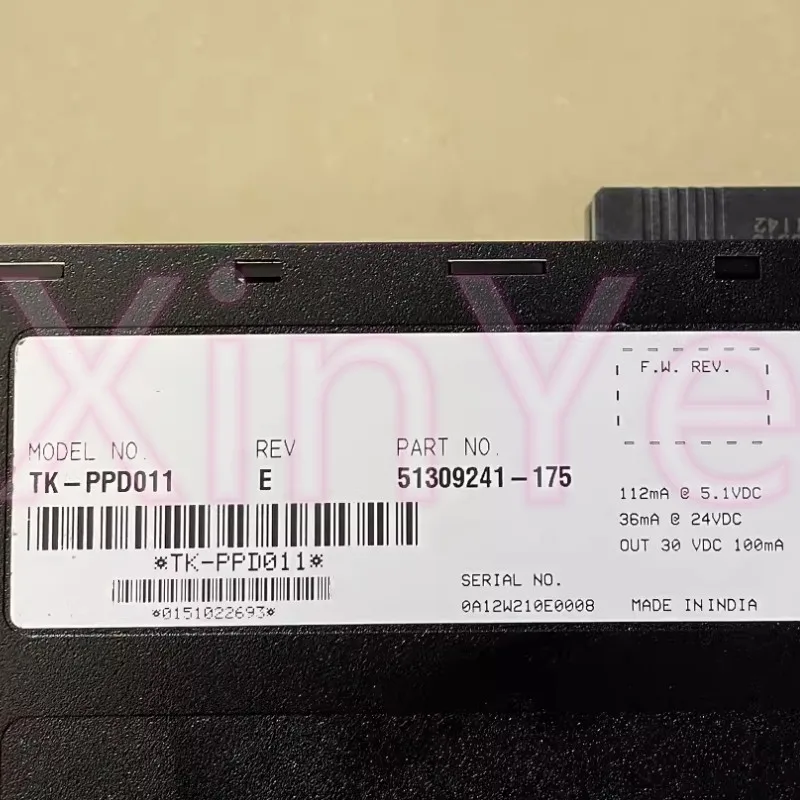 XinYe
F.W. REV.
MODEL NO. REV PART NO.
TK-PPD011 E 51309241-175
112mA @ 5.1VDC
36mA @ 24VDC
OUT 30 VDC 100mA
*TK-PPD011*
SERIAL NO.
*0151022693* 0A12W210E0008 MADE IN INDIA